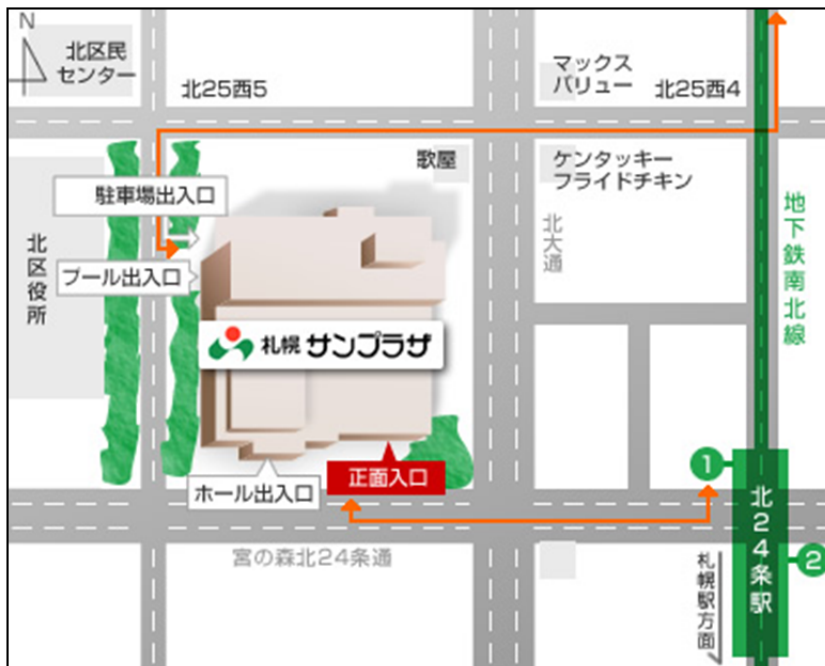 N
北区民
センター
北25西5
マックス
バリュー
北25西4
歌屋
ケンタッキー
フライドチキン
駐車場出入口
北区役所
プール出入口
北大通
地下鉄南北線
札幌 サンプラザ
正面入口
ホール出入口
1
北24条駅
宮の森北24条通
2
札幌駅方面